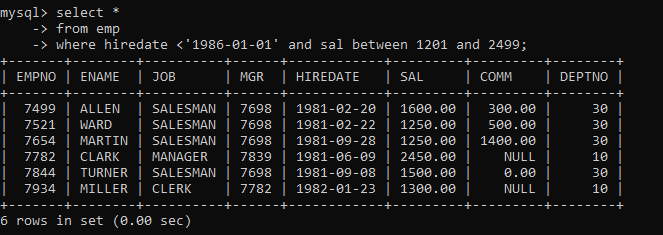 mysql> select *
    -> from emp
    -> where hiredate <'1986-01-01' and sal between 1201 and 2499;
+-------+--------+----------+------+------------+---------+---------+--------+
| EMPNO | ENAME  | JOB      | MGR  | HIREDATE   | SAL     | COMM    | DEPTNO |
+-------+--------+----------+------+------------+---------+---------+--------+
|  7499 | ALLEN  | SALESMAN | 7698 | 1981-02-20 | 1600.00 |  300.00 |     30 |
|  7521 | WARD   | SALESMAN | 7698 | 1981-02-22 | 1250.00 |  500.00 |     30 |
|  7654 | MARTIN | SALESMAN | 7698 | 1981-09-28 | 1250.00 | 1400.00 |     30 |
|  7782 | CLARK  | MANAGER  | 7839 | 1981-06-09 | 2450.00 |    NULL |     10 |
|  7844 | TURNER | SALESMAN | 7698 | 1981-09-08 | 1500.00 |    0.00 |     30 |
|  7934 | MILLER | CLERK    | 7782 | 1982-01-23 | 1300.00 |    NULL |     10 |
+-------+--------+----------+------+------------+---------+---------+--------+
6 rows in set (0.00 sec)